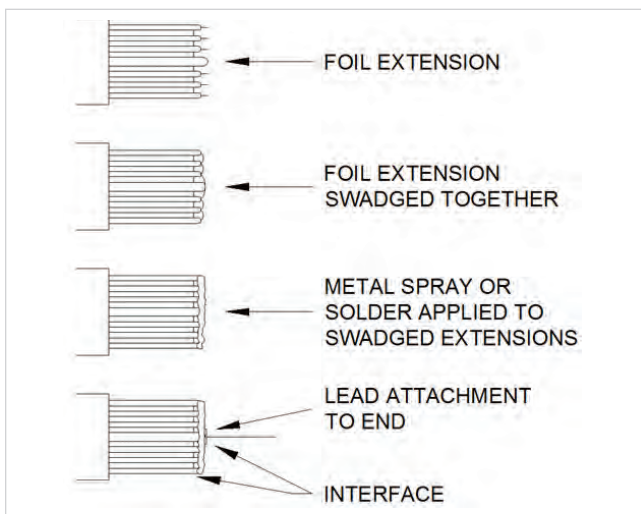 FOIL EXTENSION
FOIL EXTENSION
SWADGED TOGETHER
METAL SPRAY OR
SOLDER APPLIED TO
SWADGED EXTENSIONS
LEAD ATTACHMENT
TO END
INTERFACE